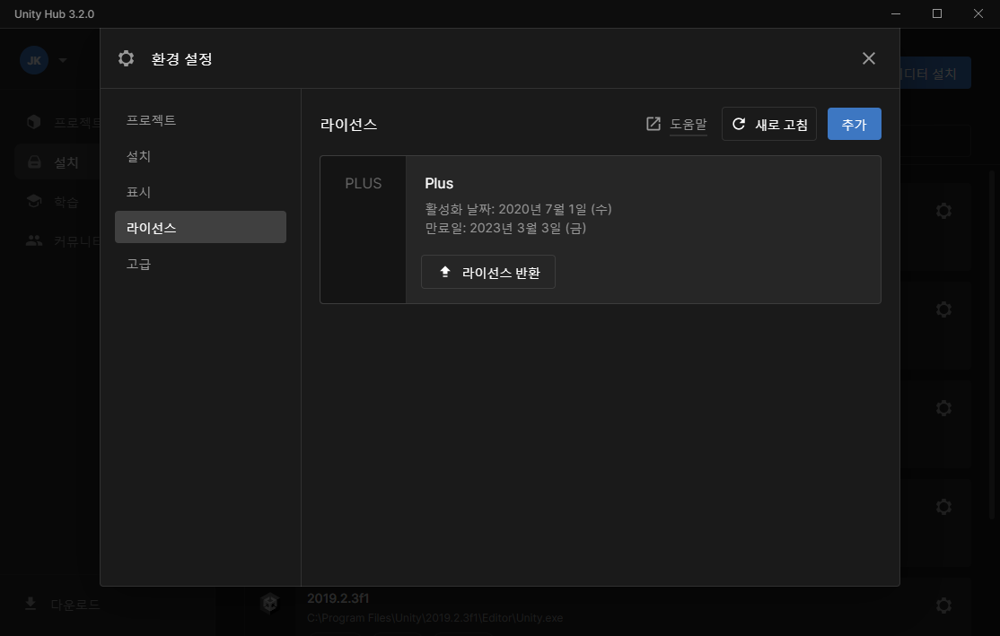 Unity Hub 3.2.0
JK
환경 설정
디터 설치
프로젝트
설치
학습
커뮤니티
다운로드
프로젝트
설치
표시
라이선스
고급
라이선스
도움말
새로 고침
추가
PLUS
Plus
활성화 날짜: 2020년 7월 1일 (수)
만료일: 2023년 3월 3일 (금)
라이선스 반환
2019.2.3f1
C:\Program Files\Unity\2019.2.3f1\Editor\Unity.exe